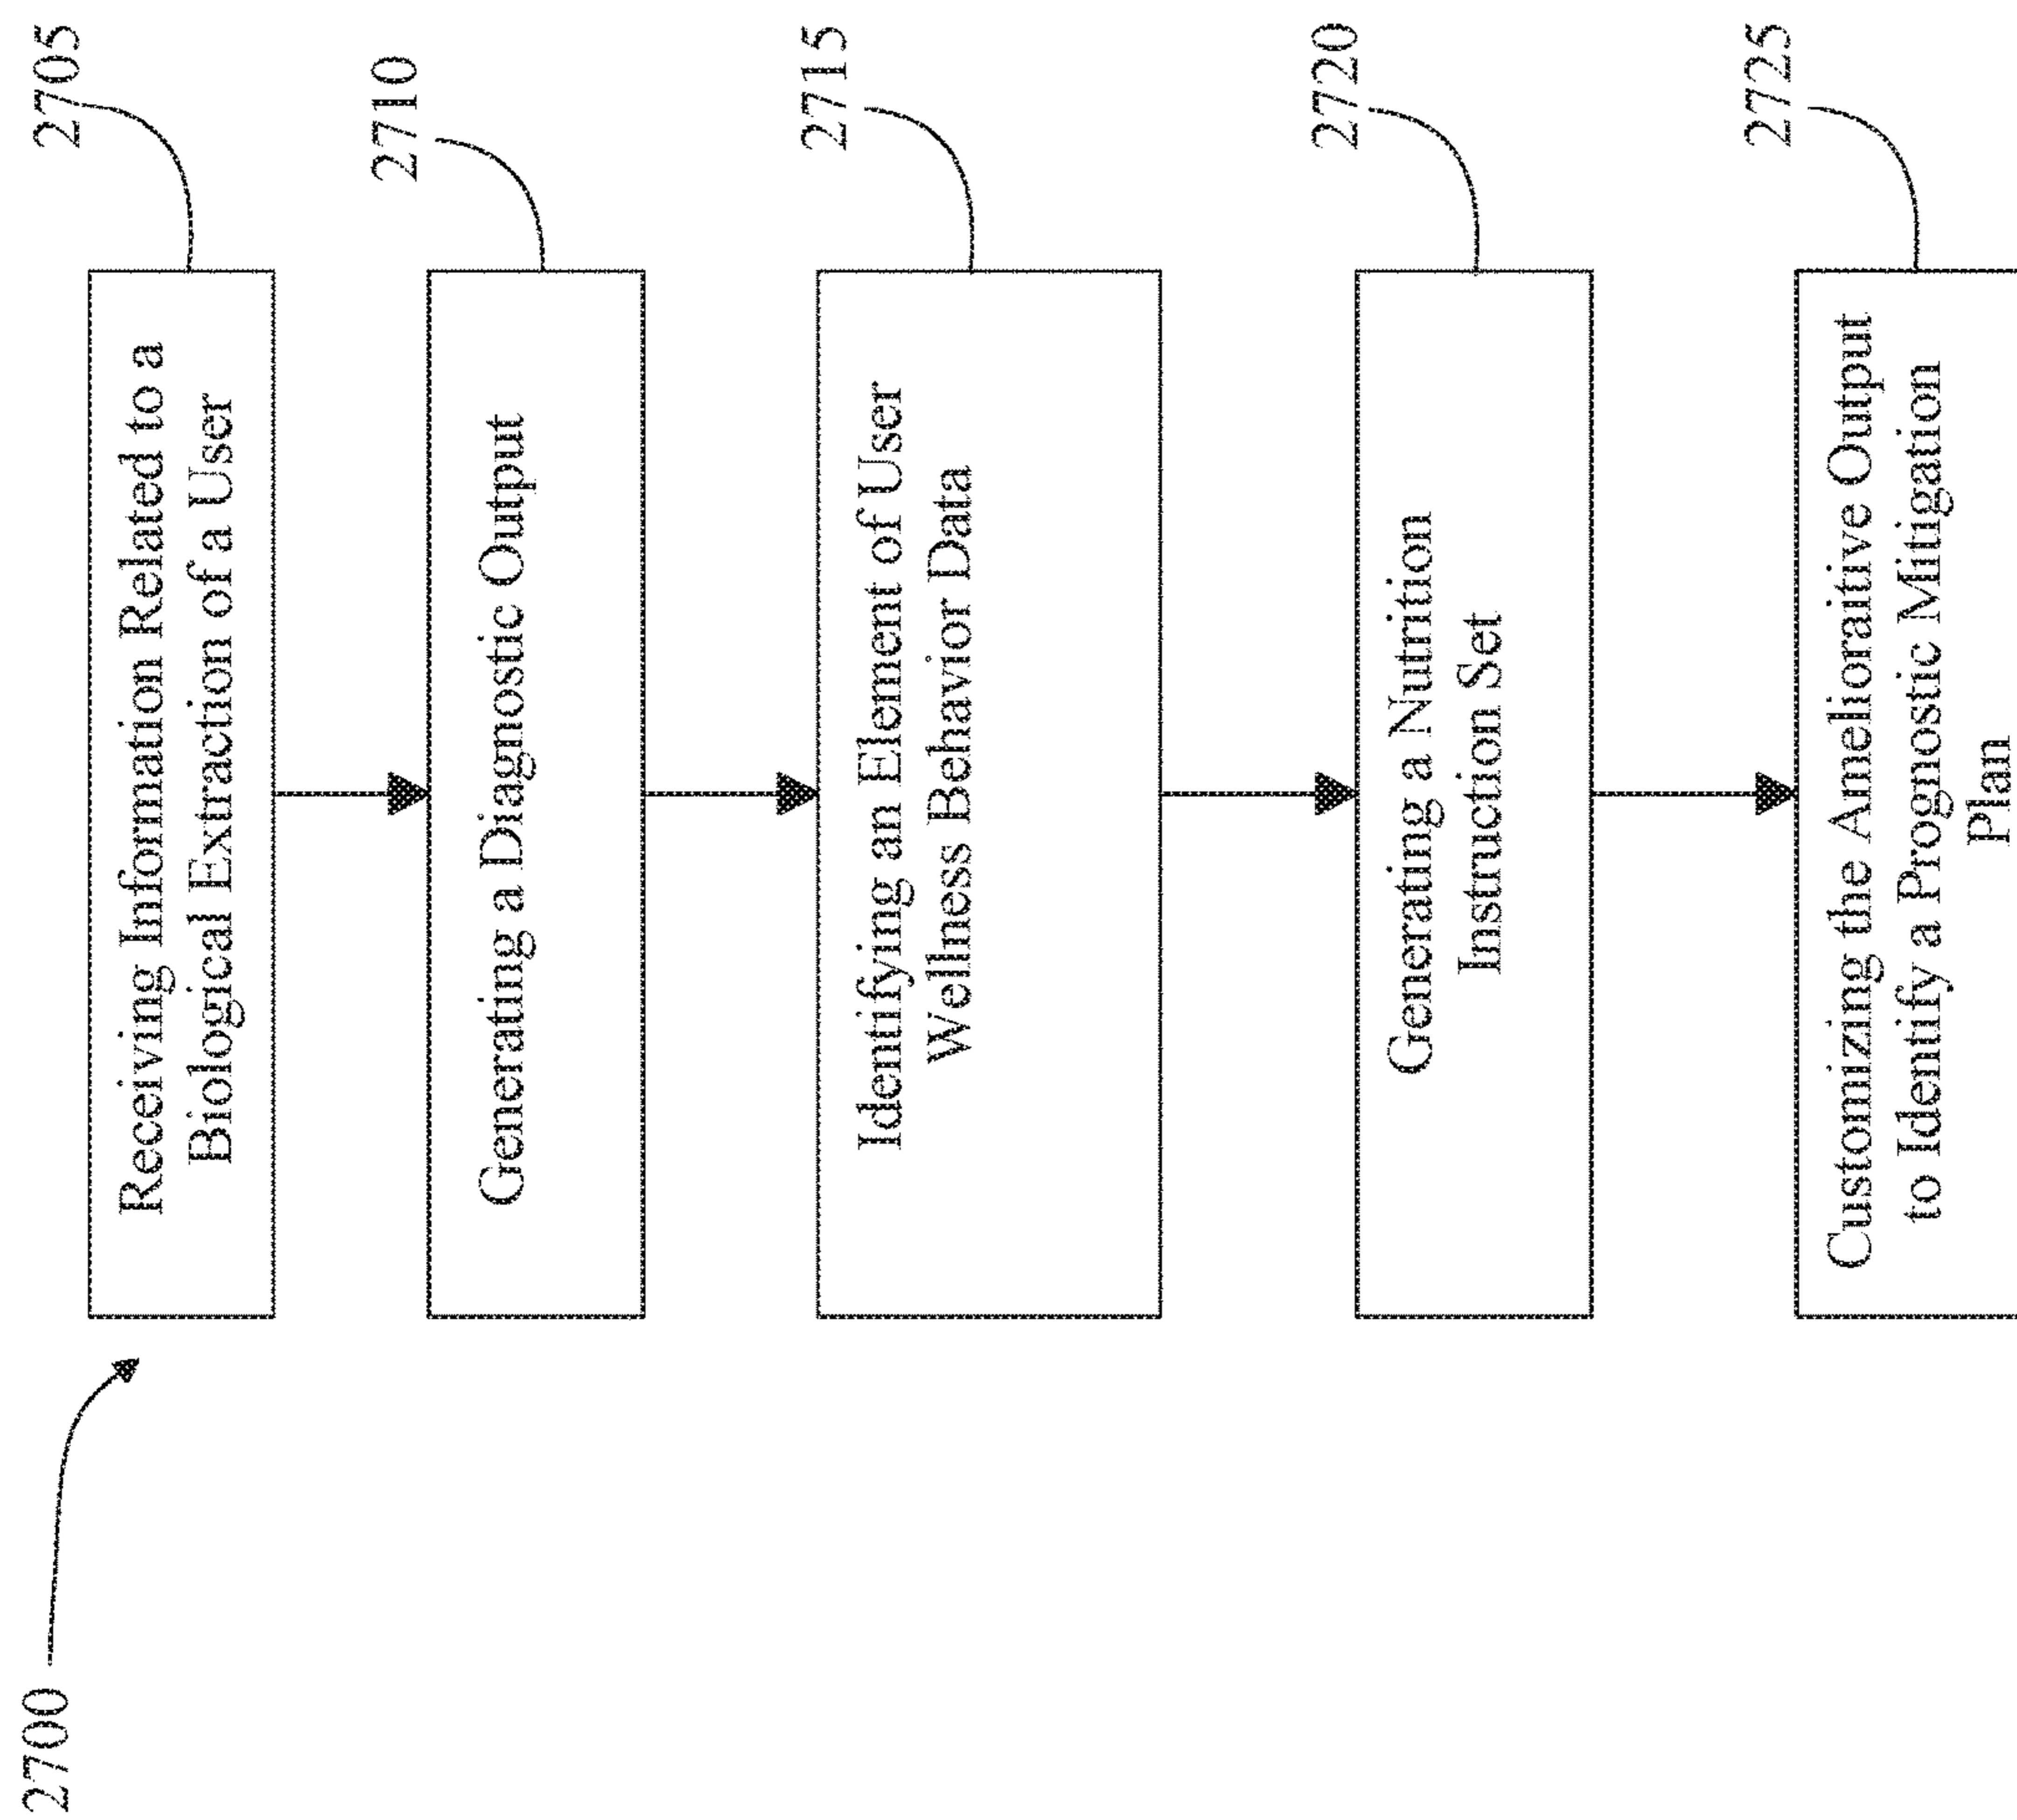 2700
2705
Receiving Information Related to a
Biological Extraction of a User
2710
Generating a Diagnostic Output
2715
Identifying an Element of User
Wellness Behavior Data
2720
Generating a Nutrition
Instruction Set
2725
Customizing the Ameliorative Output
to Identify a Prognostic Mitigation
Plan